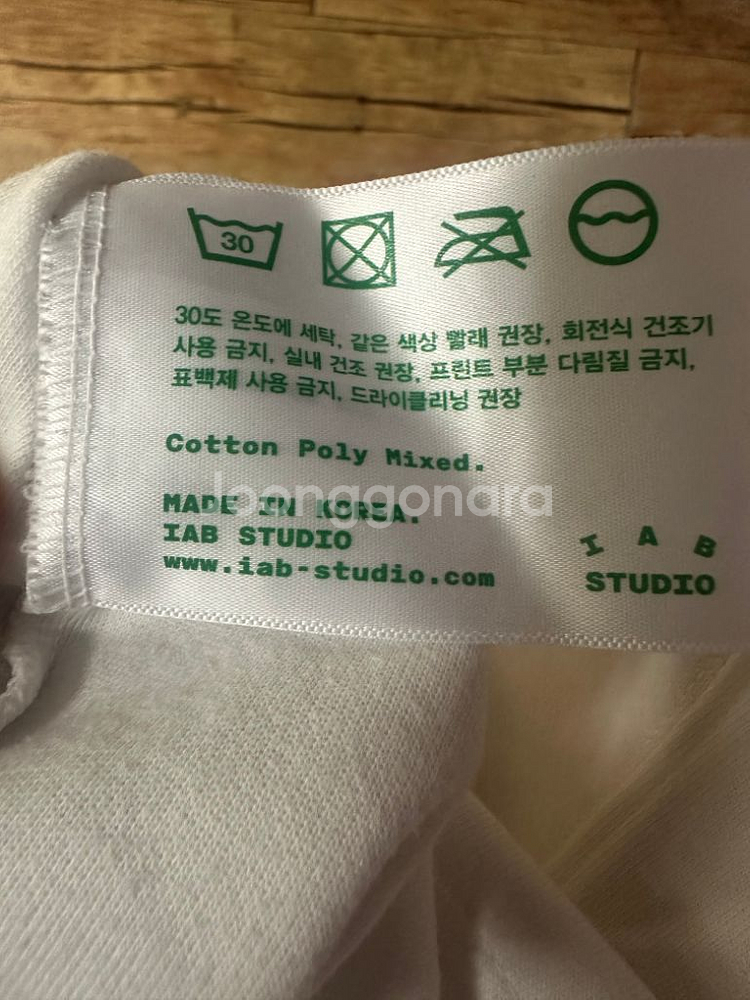 30
30도 온도에 세탁, 같은 색상 빨래 권장, 회전식 건조기
사용 금지, 실내 건조 권장, 프린트 부분 다림질 금지,
표백제 사용 금지, 드라이클리닝 권장
Cotton Poly Mixed.
joonggonara
MADE IN KOREA.
IAB STUDIO
www.iab-studio.com
I A B
STUDIO